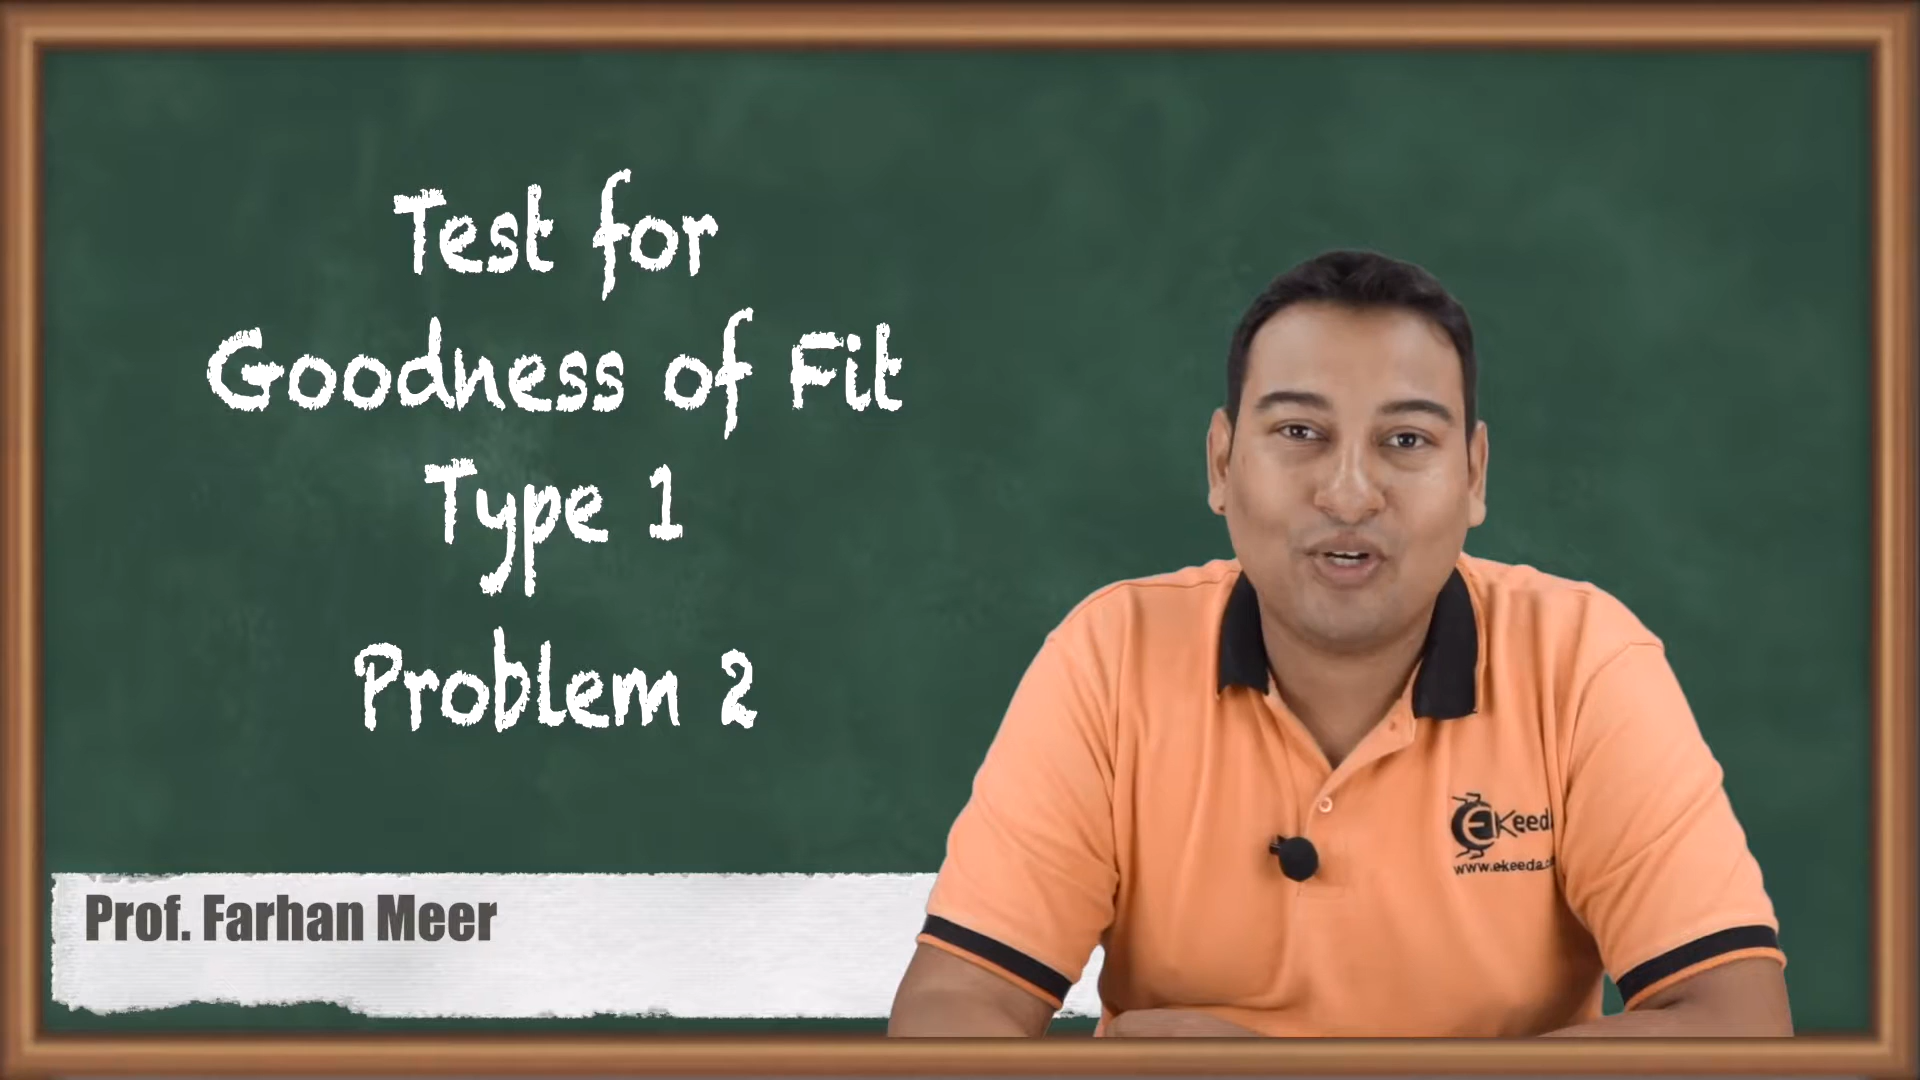 Test for
Goodness of Fit
Type 1
Problem 2
Prof. Farhan Meer